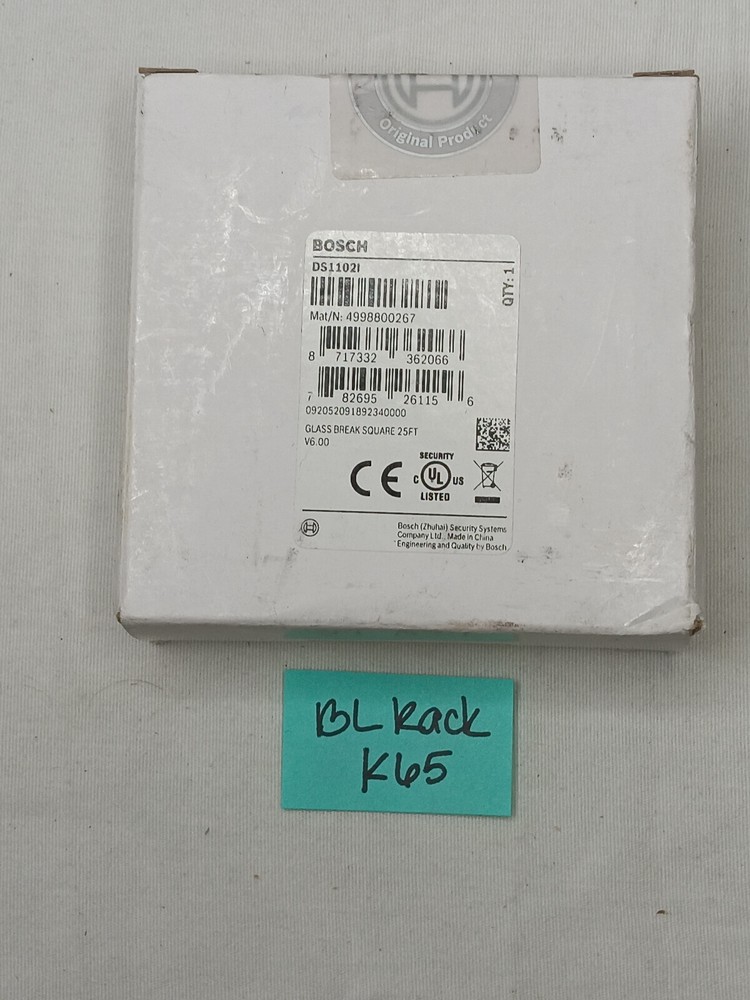 Original Product
BOSCH
DS1102I
QTY: 1
Mat/N: 4998800267
8 717332 362066
7 82695 26115 6
092052091892340000
GLASS BREAK SQUARE 25FT
V6.00
CE
SECURITY
C UL US
LISTED
Bosch (Zhuhai) Security Systems
Company Ltd., Made in China
Engineering and Quality by Bosch
BL Rack
K65